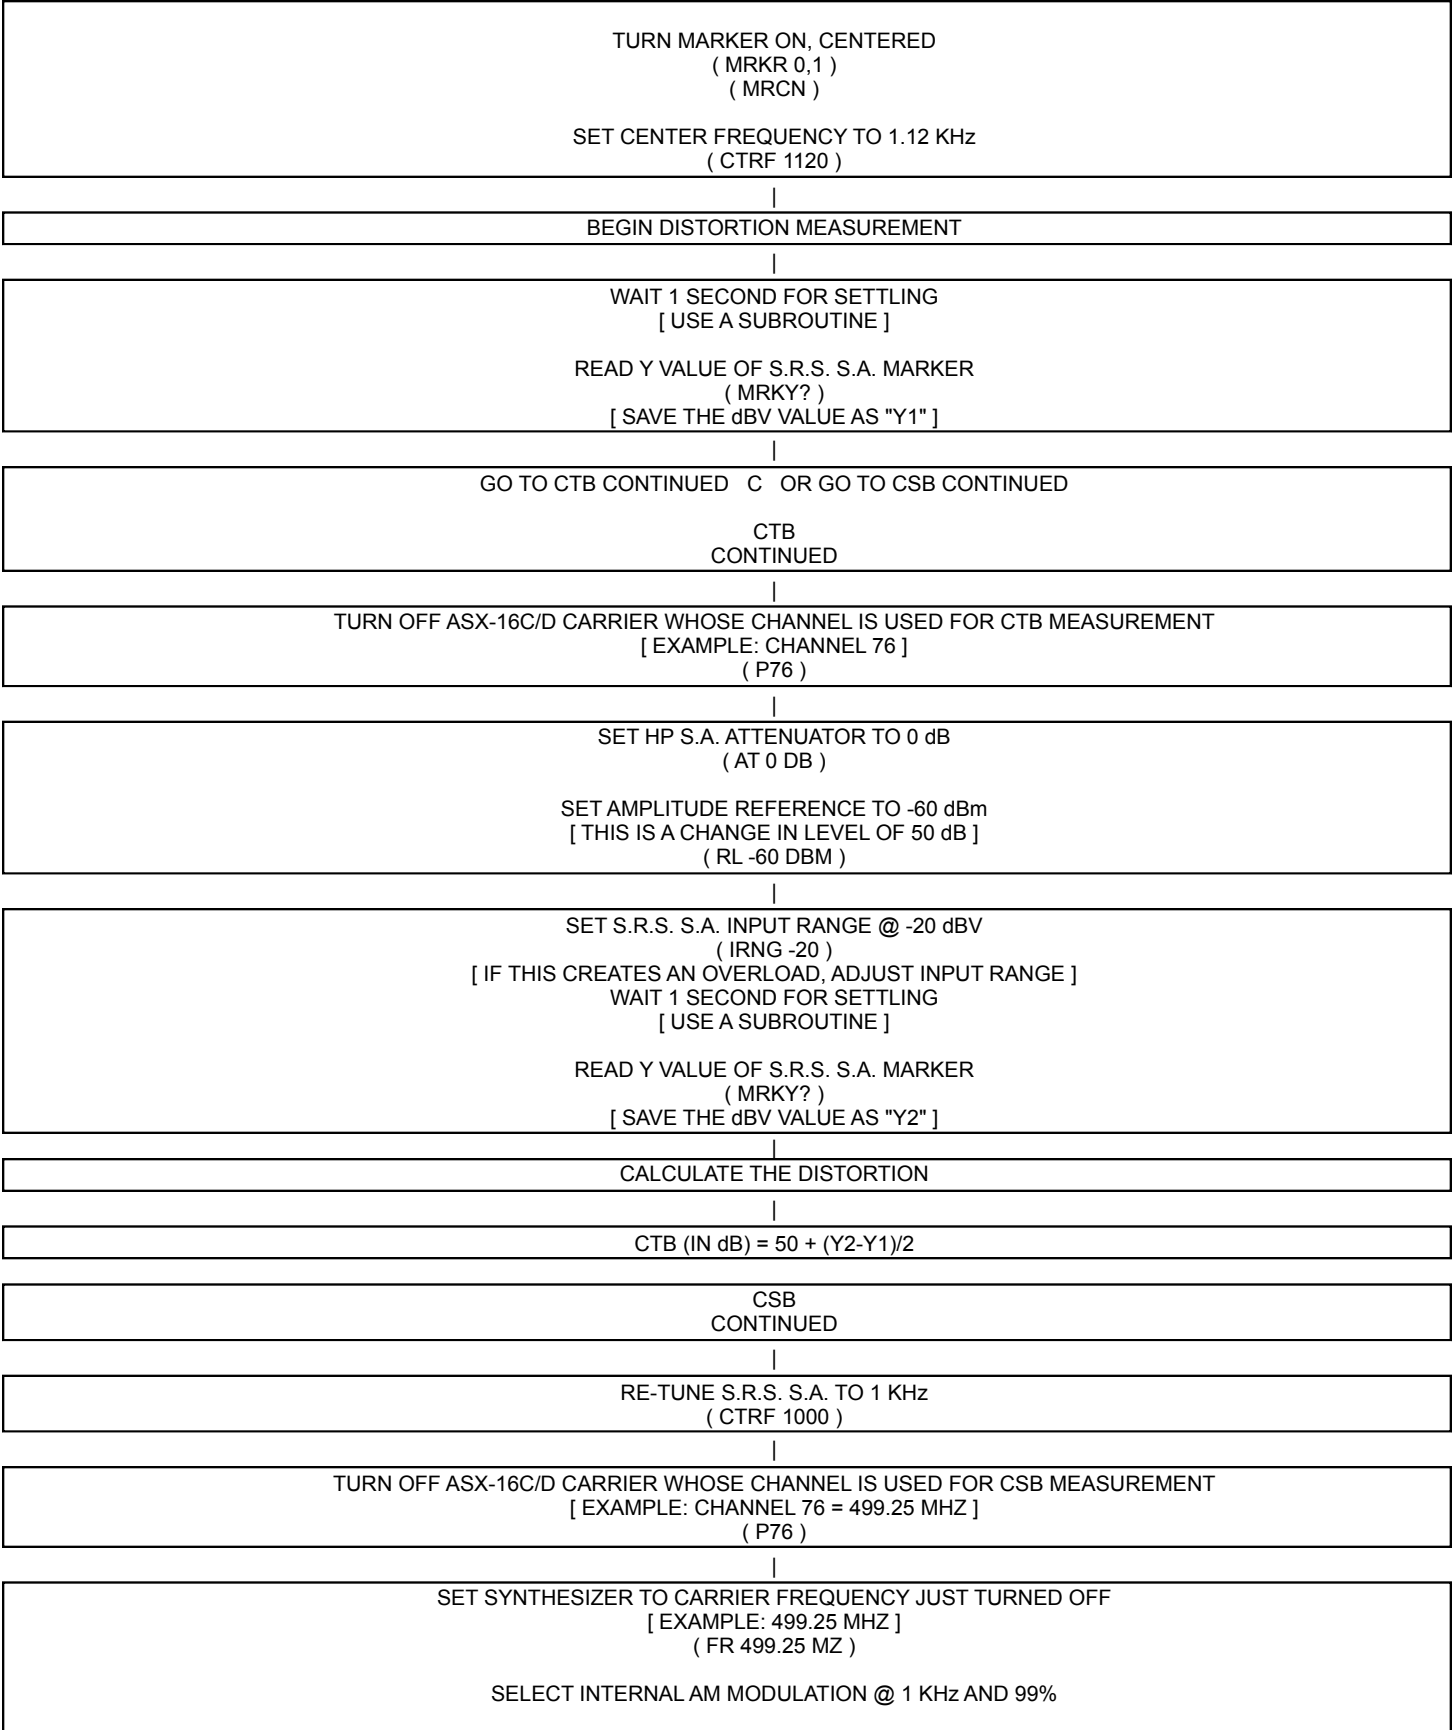 TURN MARKER ON, CENTERED
( MRKR 0,1 )
( MRCN )
SET CENTER FREQUENCY TO 1.12 KHz
( CTRF 1120 )
|
BEGIN DISTORTION MEASUREMENT
|
WAIT 1 SECOND FOR SETTLING
[ USE A SUBROUTINE ]
READ Y VALUE OF S.R.S. S.A. MARKER
( MRKY? )
[ SAVE THE dBV VALUE AS "Y1" ]
|
GO TO CTB CONTINUED C OR GO TO CSB CONTINUED
CTB
CONTINUED
|
TURN OFF ASX-16C/D CARRIER WHOSE CHANNEL IS USED FOR CTB MEASUREMENT
[ EXAMPLE: CHANNEL 76 ]
( P76 )
|
SET HP S.A. ATTENUATOR TO 0 dB
( AT 0 DB )
SET AMPLITUDE REFERENCE TO -60 dBm
[ THIS IS A CHANGE IN LEVEL OF 50 dB ]
( RL -60 DBM )
|
SET S.R.S. S.A. INPUT RANGE @ -20 dBV
( IRNG -20 )
[ IF THIS CREATES AN OVERLOAD, ADJUST INPUT RANGE ]
WAIT 1 SECOND FOR SETTLING
[ USE A SUBROUTINE ]
READ Y VALUE OF S.R.S. S.A. MARKER
( MRKY? )
[ SAVE THE dBV VALUE AS "Y2" ]
|
CALCULATE THE DISTORTION
|
CTB (IN dB) = 50 + (Y2-Y1)/2
CSB
CONTINUED
|
RE-TUNE S.R.S. S.A. TO 1 KHz
( CTRF 1000 )
|
TURN OFF ASX-16C/D CARRIER WHOSE CHANNEL IS USED FOR CSB MEASUREMENT
[ EXAMPLE: CHANNEL 76 = 499.25 MHZ ]
( P76 )
|
SET SYNTHESIZER TO CARRIER FREQUENCY JUST TURNED OFF
[ EXAMPLE: 499.25 MHZ ]
( FR 499.25 MZ )
SELECT INTERNAL AM MODULATION @ 1 KHz AND 99%